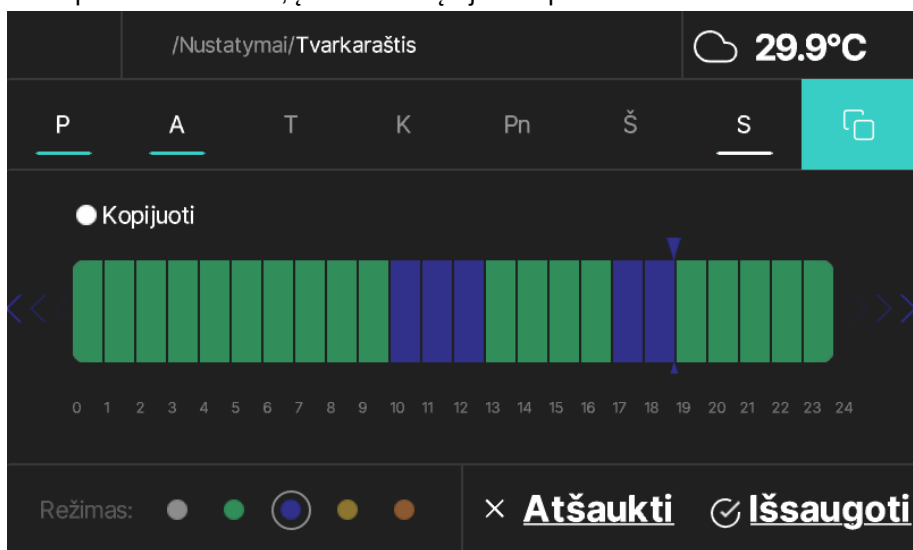 /Nustatymai/Tvarkaraštis
29.9°C
P A T K Pn Š S
Kopijuoti
0 1 2 3 4 5 6 7 8 9 10 11 12 13 14 15 16 17 18 19 20 21 22 23 24
Režimas:
Atšaukti Išsaugoti